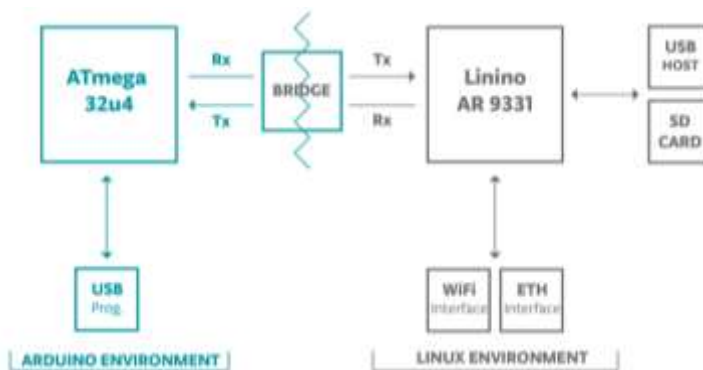 ATmega
32u4
Rx
Tx
BRIDGE
Tx
Rx
Linino
AR 9331
USB
HOST
SD
CARD
USB
Prog.
WiFi
Interface
ETH
Interface
ARDUINO ENVIRONMENT
LINUX ENVIRONMENT